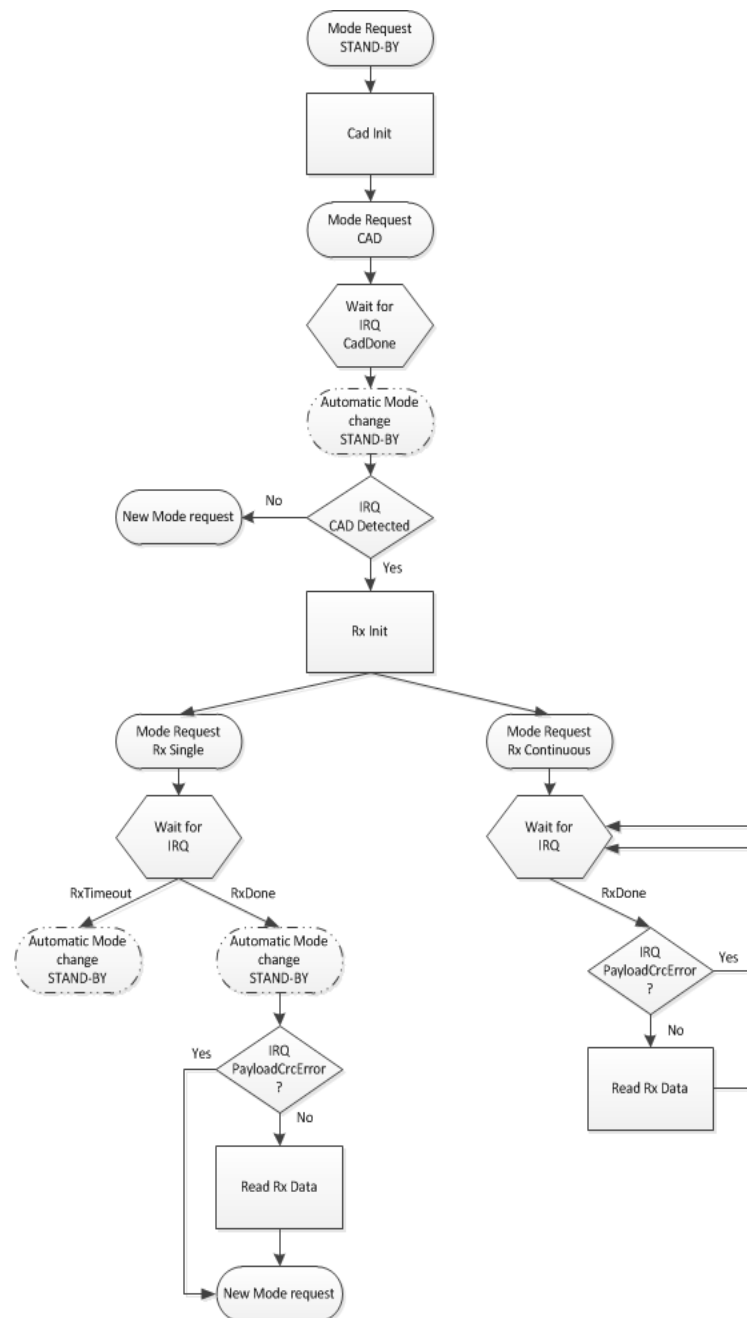 Mode Request
STAND-BY
Cad Init
Mode Request
CAD
Wait for
IRQ
CadDone
Automatic Mode
change
STAND-BY
No
New Mode request
IRQ
CAD Detected
Yes
Rx Init
Mode Request
Rx Single
Mode Request
Rx Continuous
Wait for
IRQ
Wait for
IRQ
RxTimeout
RxDone
RxDone
Automatic Mode
change
STAND-BY
Automatic Mode
change
STAND-BY
IRQ
PayloadCrcError
?
Yes
No
Read Rx Data
Yes
IRQ
PayloadCrcError
?
No
Read Rx Data
New Mode request